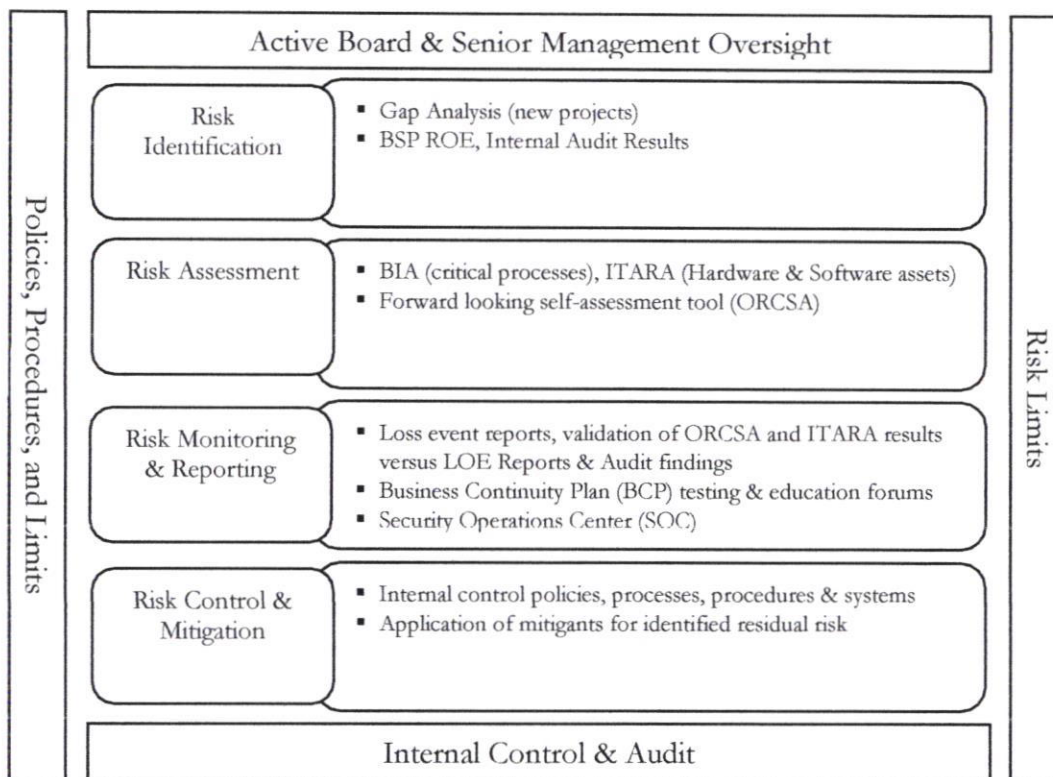 Active Board & Senior Management Oversight
Policies, Procedures, and Limits
Risk
Identification
▪ Gap Analysis (new projects)
▪ BSP ROE, Internal Audit Results
Risk Assessment
▪ BIA (critical processes), ITARA (Hardware & Software assets)
▪ Forward looking self-assessment tool (ORCSA)
Risk Monitoring
& Reporting
▪ Loss event reports, validation of ORCSA and ITARA results
versus LOE Reports & Audit findings
▪ Business Continuity Plan (BCP) testing & education forums
▪ Security Operations Center (SOC)
Risk Control &
Mitigation
▪ Internal control policies, processes, procedures & systems
▪ Application of mitigants for identified residual risk
Risk Limits
Internal Control & Audit